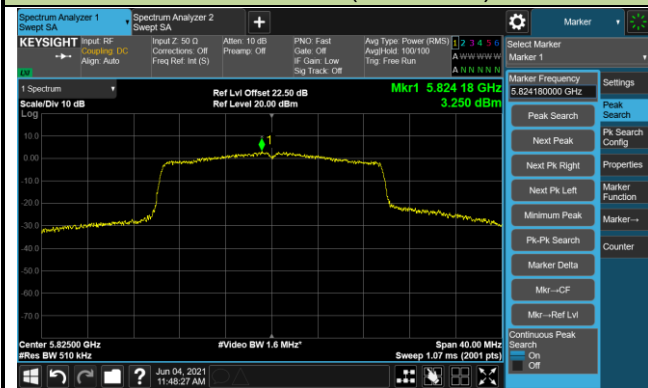 Spectrum Analyzer 1
Swept SA
Spectrum Analyzer 2
Swept SA
+
Marker
KEYSIGHT
Input: RF
Coupling: DC
Align: Auto
Input Z: 50 Ω
Corrections: Off
Freq Ref: Int (S)
Atten: 10 dB
Preamp: Off
PNO: Fast
Gate: Off
IF Gain: Low
Sig Track: Off
Avg Type: Power (RMS)
Avg|Hold: 100/100
Trig: Free Run
1 2 3 4 5 6
A W W W W W
A N N N N N
LW
Select Marker
Marker 1
1 Spectrum
Scale/Div 10 dB
Log
Ref Lvl Offset 22.50 dB
Ref Level 20.00 dBm
Mkr1 5.824 18 GHz
3.250 dBm
1
10.0
0.00
-10.0
-20.0
-30.0
-40.0
-50.0
-60.0
-70.0
Center 5.82500 GHz
#Res BW 510 kHz
#Video BW 1.6 MHz*
Span 40.00 MHz
Sweep 1.07 ms (2001 pts)
Marker Frequency
5.824180000 GHz
Peak Search
Next Peak
Next Pk Right
Next Pk Left
Minimum Peak
Pk-Pk Search
Marker Delta
Mkr→CF
Mkr→Ref Lvl
Continuous Peak
Search
On
Off
Settings
Peak
Search
Pk Search
Config
Properties
Marker
Function
Marker→
Counter
?
Jun 04, 2021
11:48:27 AM